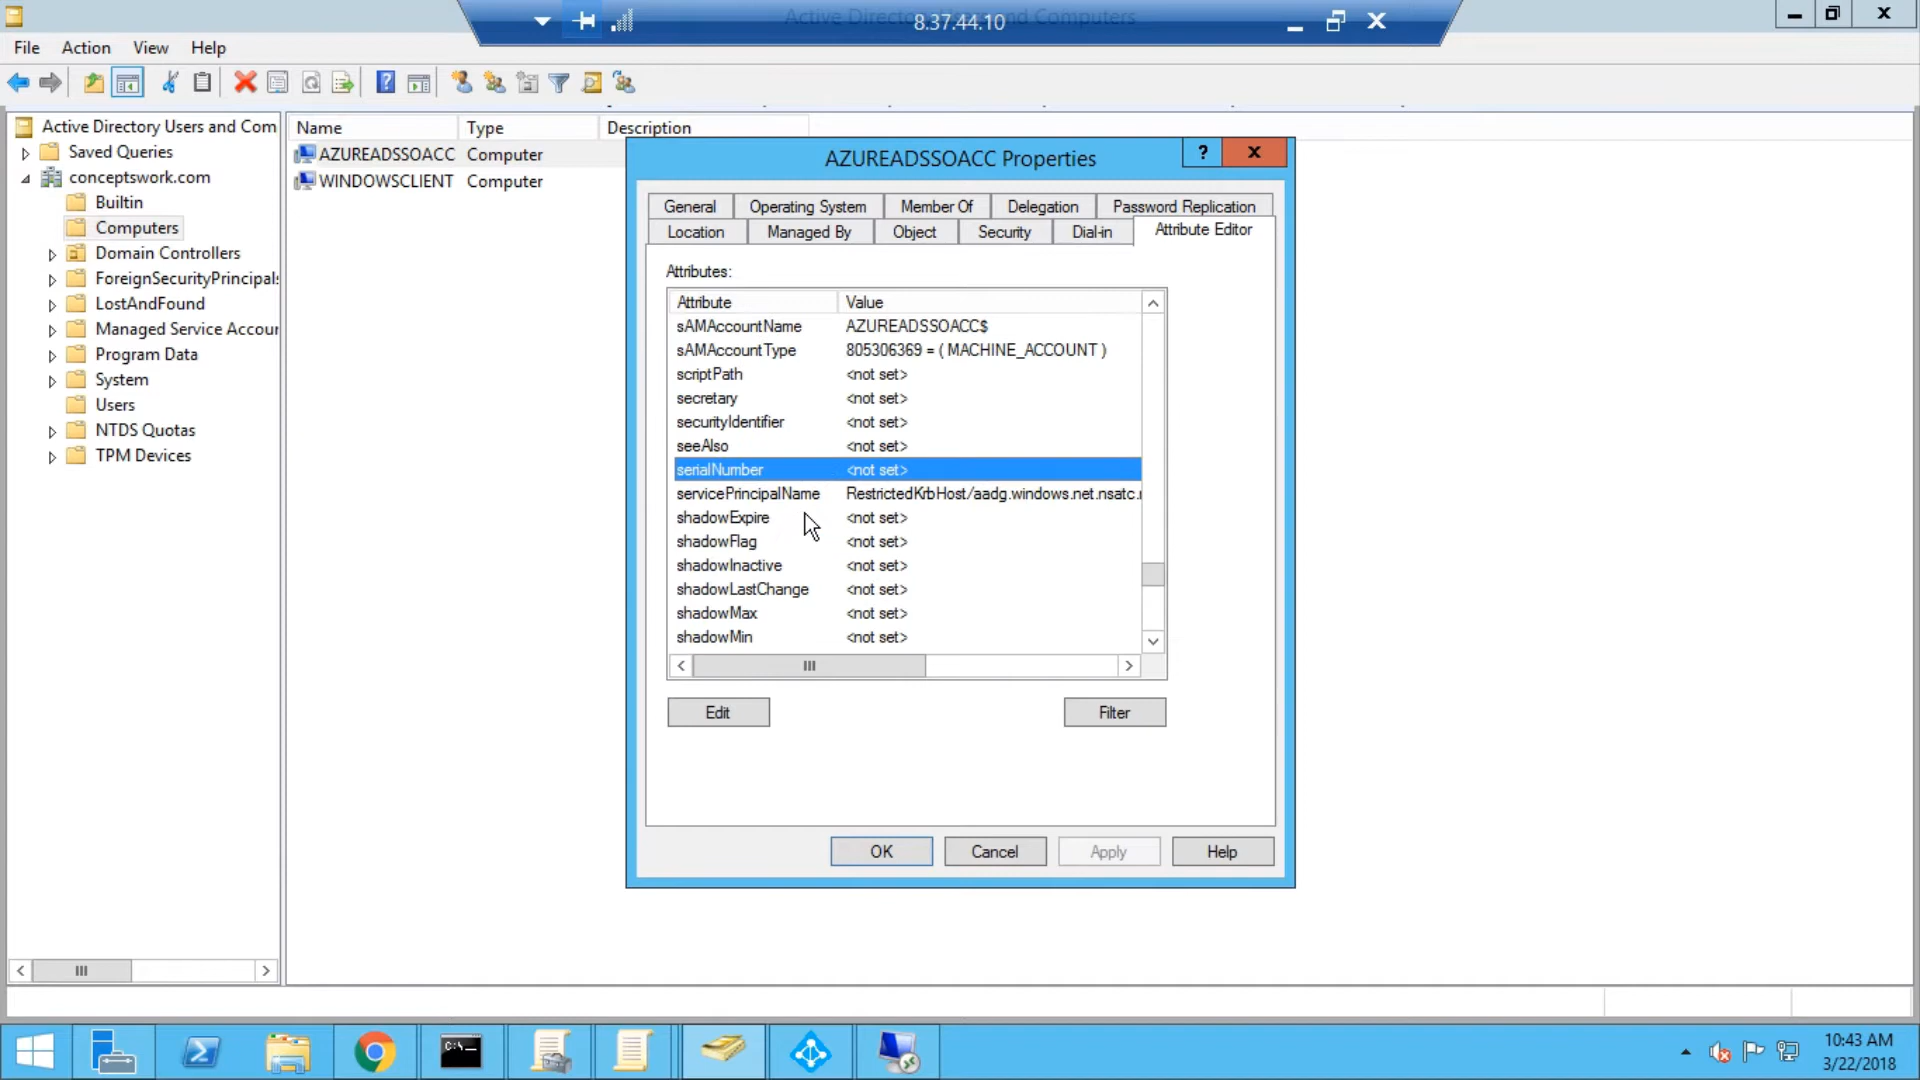 Active Directory Users and Computers
8.37.44.10
File Action View Help
Active Directory Users and Com
Saved Queries
conceptswork.com
Builtin
Computers
Domain Controllers
ForeignSecurityPrincipals
LostAndFound
Managed Service Accour
Program Data
System
Users
NTDS Quotas
TPM Devices
Name Type Description
AZUREADSSOACC Computer
WINDOWSCLIENT Computer
AZUREADSSOACC Properties
?
General Operating System Member Of Delegation Password Replication
Location Managed By Object Security Dial-in Attribute Editor
Attributes:
Attribute Value
sAMAccountName AZUREADSSOACC$
sAMAccountType 805306369 = ( MACHINE_ACCOUNT )
scriptPath <not set>
secretary <not set>
securityIdentifier <not set>
seeAlso <not set>
serialNumber <not set>
servicePrincipalName RestrictedKrbHost/aadg.windows.net.nsatc.r
shadowExpire <not set>
shadowFlag <not set>
shadowInactive <not set>
shadowLastChange <not set>
shadowMax <not set>
shadowMin <not set>
Edit Filter
OK Cancel Apply Help
10:43 AM
3/22/2018